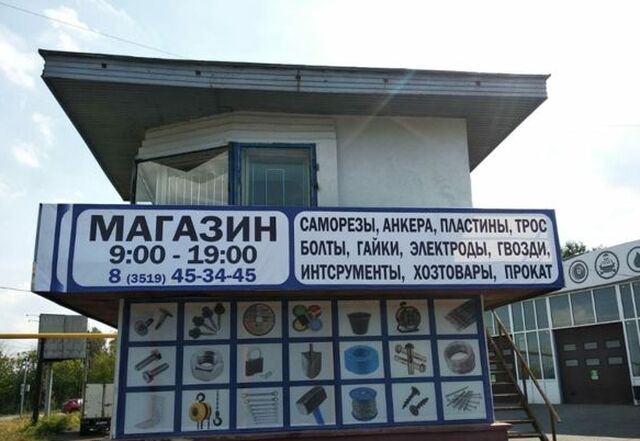 МАГАЗИН
9:00 - 19:00
8 (3519) 45-34-45
САМОРЕЗЫ, АНКЕРА, ПЛАСТИНЫ, ТРОС
БОЛТЫ, ГАЙКИ, ЭЛЕКТРОДЫ, ГВОЗДИ,
ИНТСРУМЕНТЫ, ХОЗТОВАРЫ, ПРОКАТ